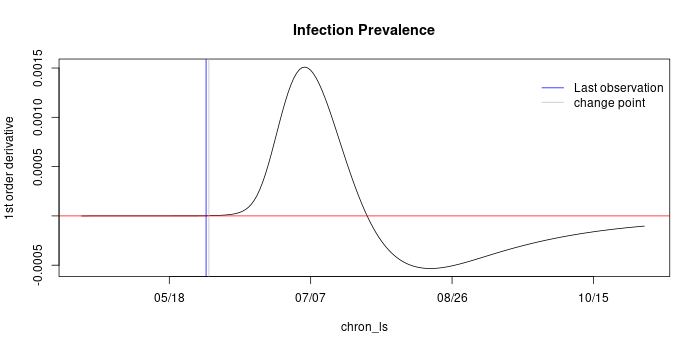 Infection Prevalence
1st order derivative
0.0015
0.0010
0.0005
-0.0005
Last observation
change point
05/18
07/07
08/26
10/15
chron_ls